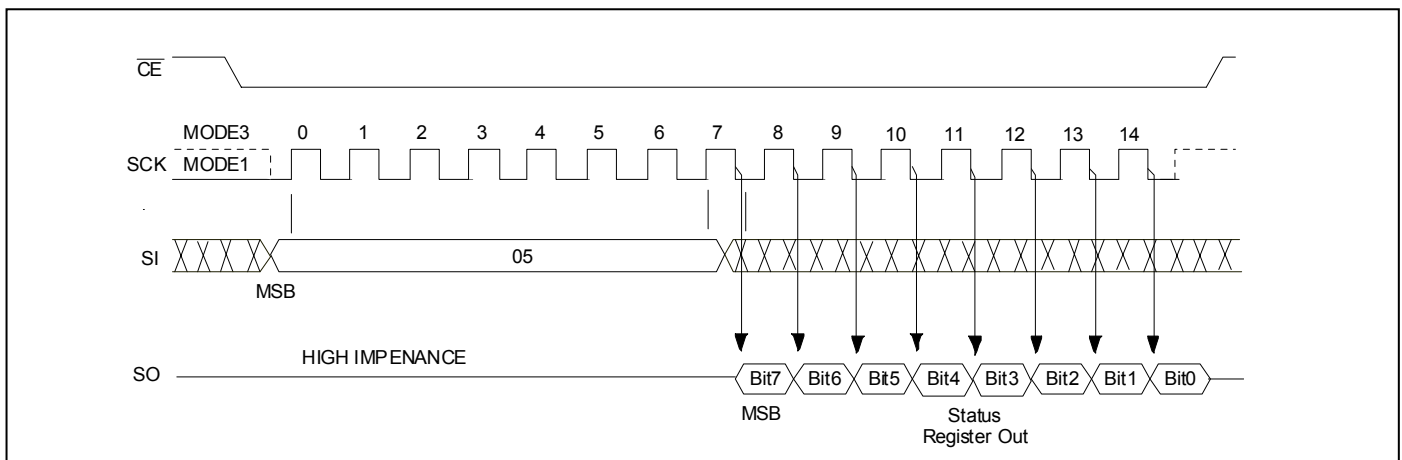 CE
MODE3 0 1 2 3 4 5 6 7 8 9 10 11 12 13 14
SCK MODE1
SI 05
MSB
HIGH IMPENANCE
SO Bit7 Bit6 Bit5 Bit4 Bit3 Bit2 Bit1 Bit0
MSB Status
Register Out